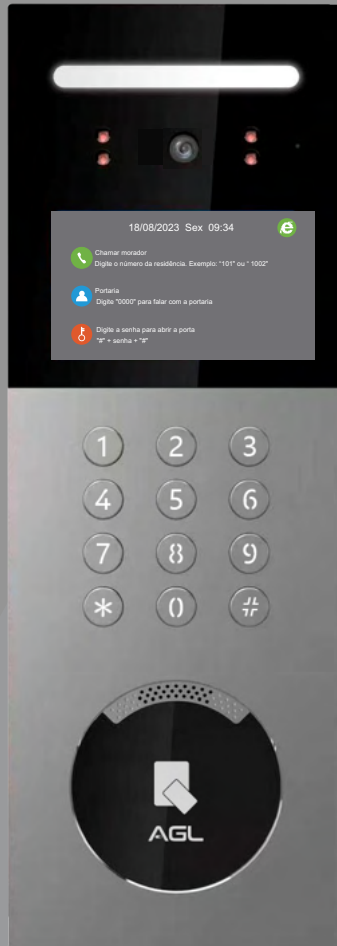 18/08/2023 Sex 09:34
Chamar morador
Digite o número da residência. Exemplo: "101" ou " 1002"
Portaria
Digite "0000" para falar com a portaria
Digite a senha para abrir a porta
"#" + senha + "#"
1 2 3
4 5 6
7 8 9
* 0 #
AGL